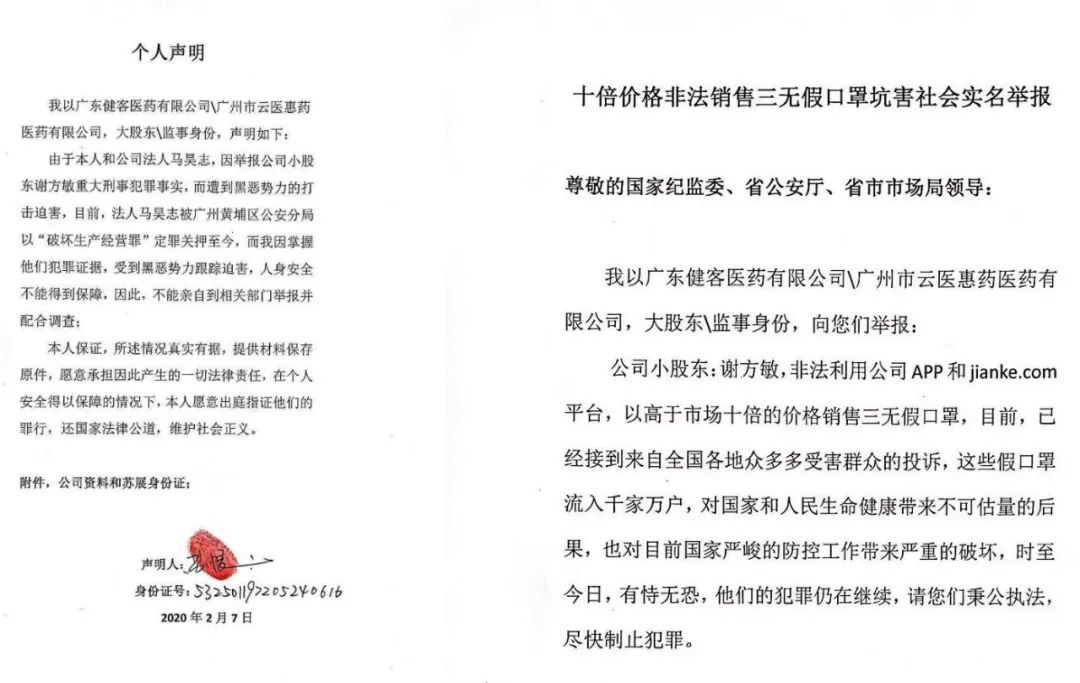 个人声明
我以广东健客医药有限公司\广州市云医惠药
医药有限公司，大股东\监事身份，声明如下：
由于本人和公司法人马昊志，因举报公司小股
东谢方敏重大刑事犯罪事实，而遭到黑恶势力的打
击迫害，目前，法人马昊志被广州黄埔区公安分局
以“破坏生产经营罪”定罪关押至今，而我因掌握
他们犯罪证据，受到黑恶势力跟踪迫害，人身安全
不能得到保障，因此，不能亲自到相关部门举报并
配合调查；
本人保证，所述情况真实有据，提供材料保存
原件，愿意承担因此产生的一切法律责任，在个人
安全得以保障的情况下，本人愿意出庭指证他们的
罪行，还国家法律公道，维护社会正义。
附件，公司资料和苏展身份证；
声明人：
身份证号：532501197205240616
2020年2月7日
十倍价格非法销售三无假口罩坑害社会实名举报
尊敬的国家纪监委、省公安厅、省市市场局领导：
我以广东健客医药有限公司\广州市云医惠药医药有
限公司，大股东\监事身份，向您们举报：
公司小股东：谢方敏，非法利用公司APP和jianke.com
平台，以高于市场十倍的价格销售三无假口罩，目前，已
经接到来自全国各地众多多受害群众的投诉，这些假口罩
流入千家万户，对国家和人民生命健康带来不可估量的后
果，也对目前国家严峻的防控工作带来严重的破坏，时至
今日，有恃无恐，他们的犯罪仍在继续，请您们秉公执法，
尽快制止犯罪。